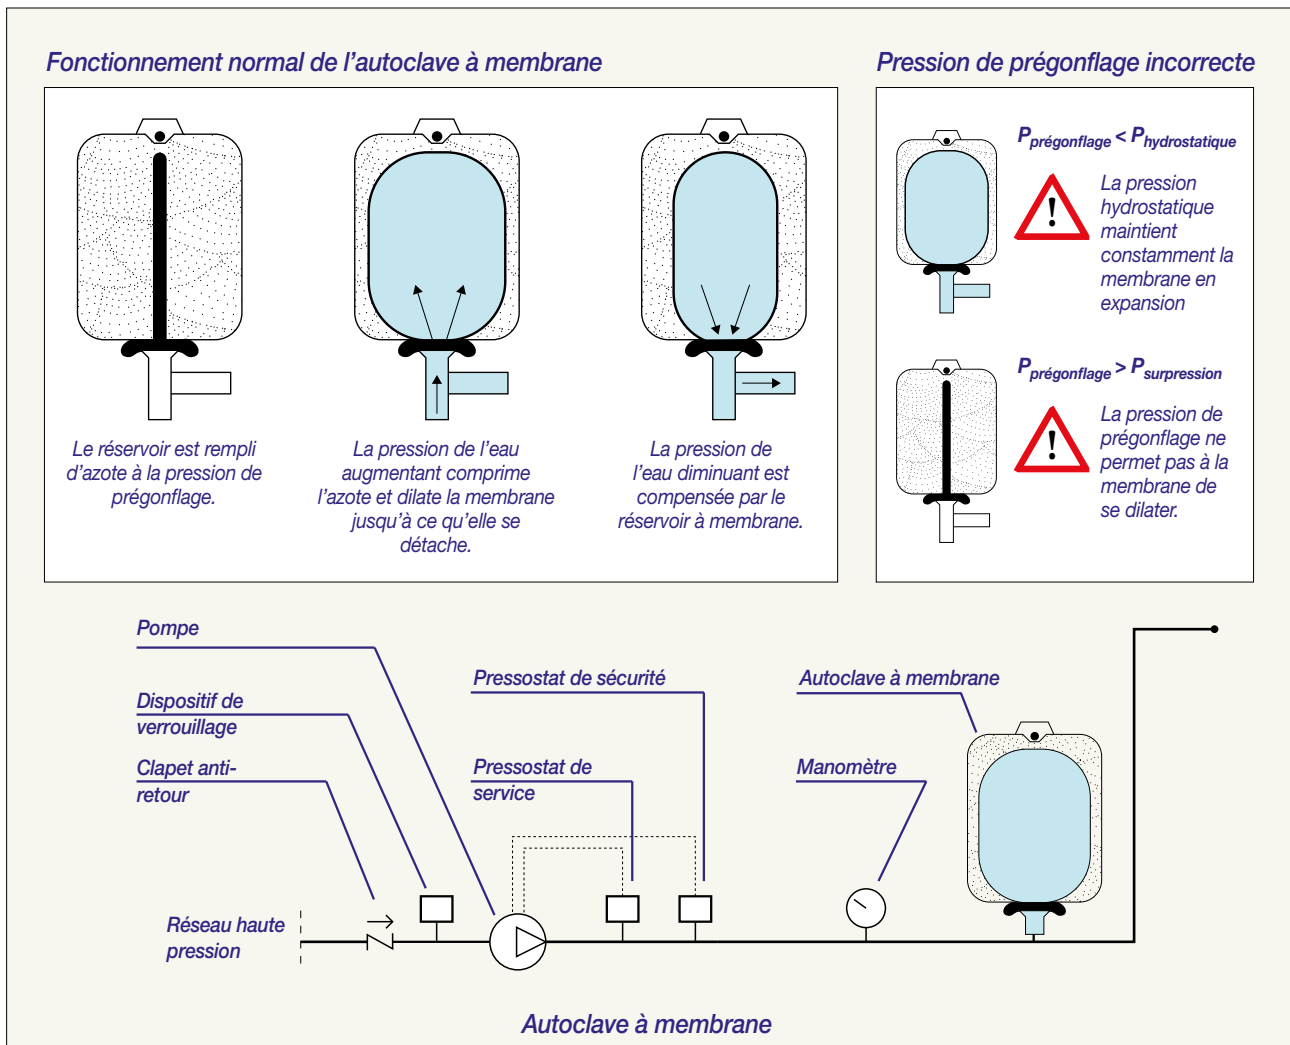 Fonctionnement normal de l'autoclave à membrane
Le réservoir est rempli
d'azote à la pression de
prégonflage.
La pression de l'eau
augmentant comprime
l'azote et dilate la membrane
jusqu'à ce qu'elle se
détache.
La pression de
l'eau diminuant est
compensée par le
réservoir à membrane.
Pression de prégonflage incorrecte
Pprégonflage < Phydrostatique
!
La pression
hydrostatique
maintient
constamment la
membrane en
expansion
Pprégonflage > Psurpression
!
La pression de
prégonflage ne
permet pas à la
membrane de
se dilater.
Pompe
Dispositif de
verrouillage
Clapet anti-
retour
Pressostat de sécurité
Pressostat de
service
Autoclave à membrane
Manomètre
Réseau haute
pression
Autoclave à membrane